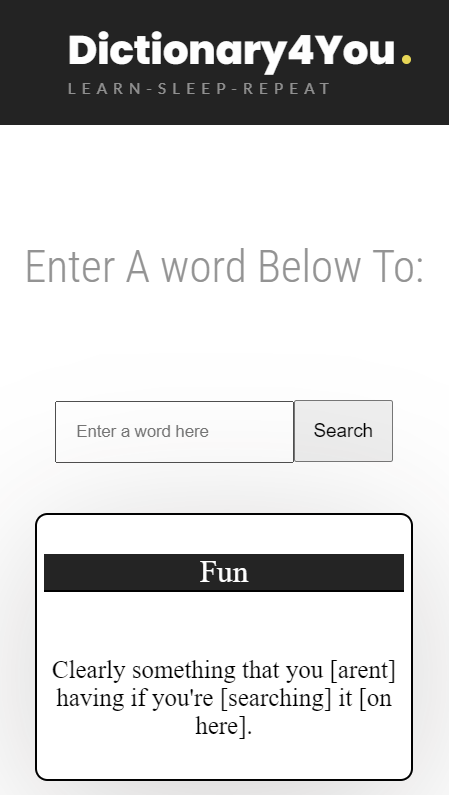 Dictionary4You.
LEARN-SLEEP-REPEAT
Enter A word Below To:
Enter a word here
Search
Fun
Clearly something that you [arent]
having if you're [searching] it [on
here].